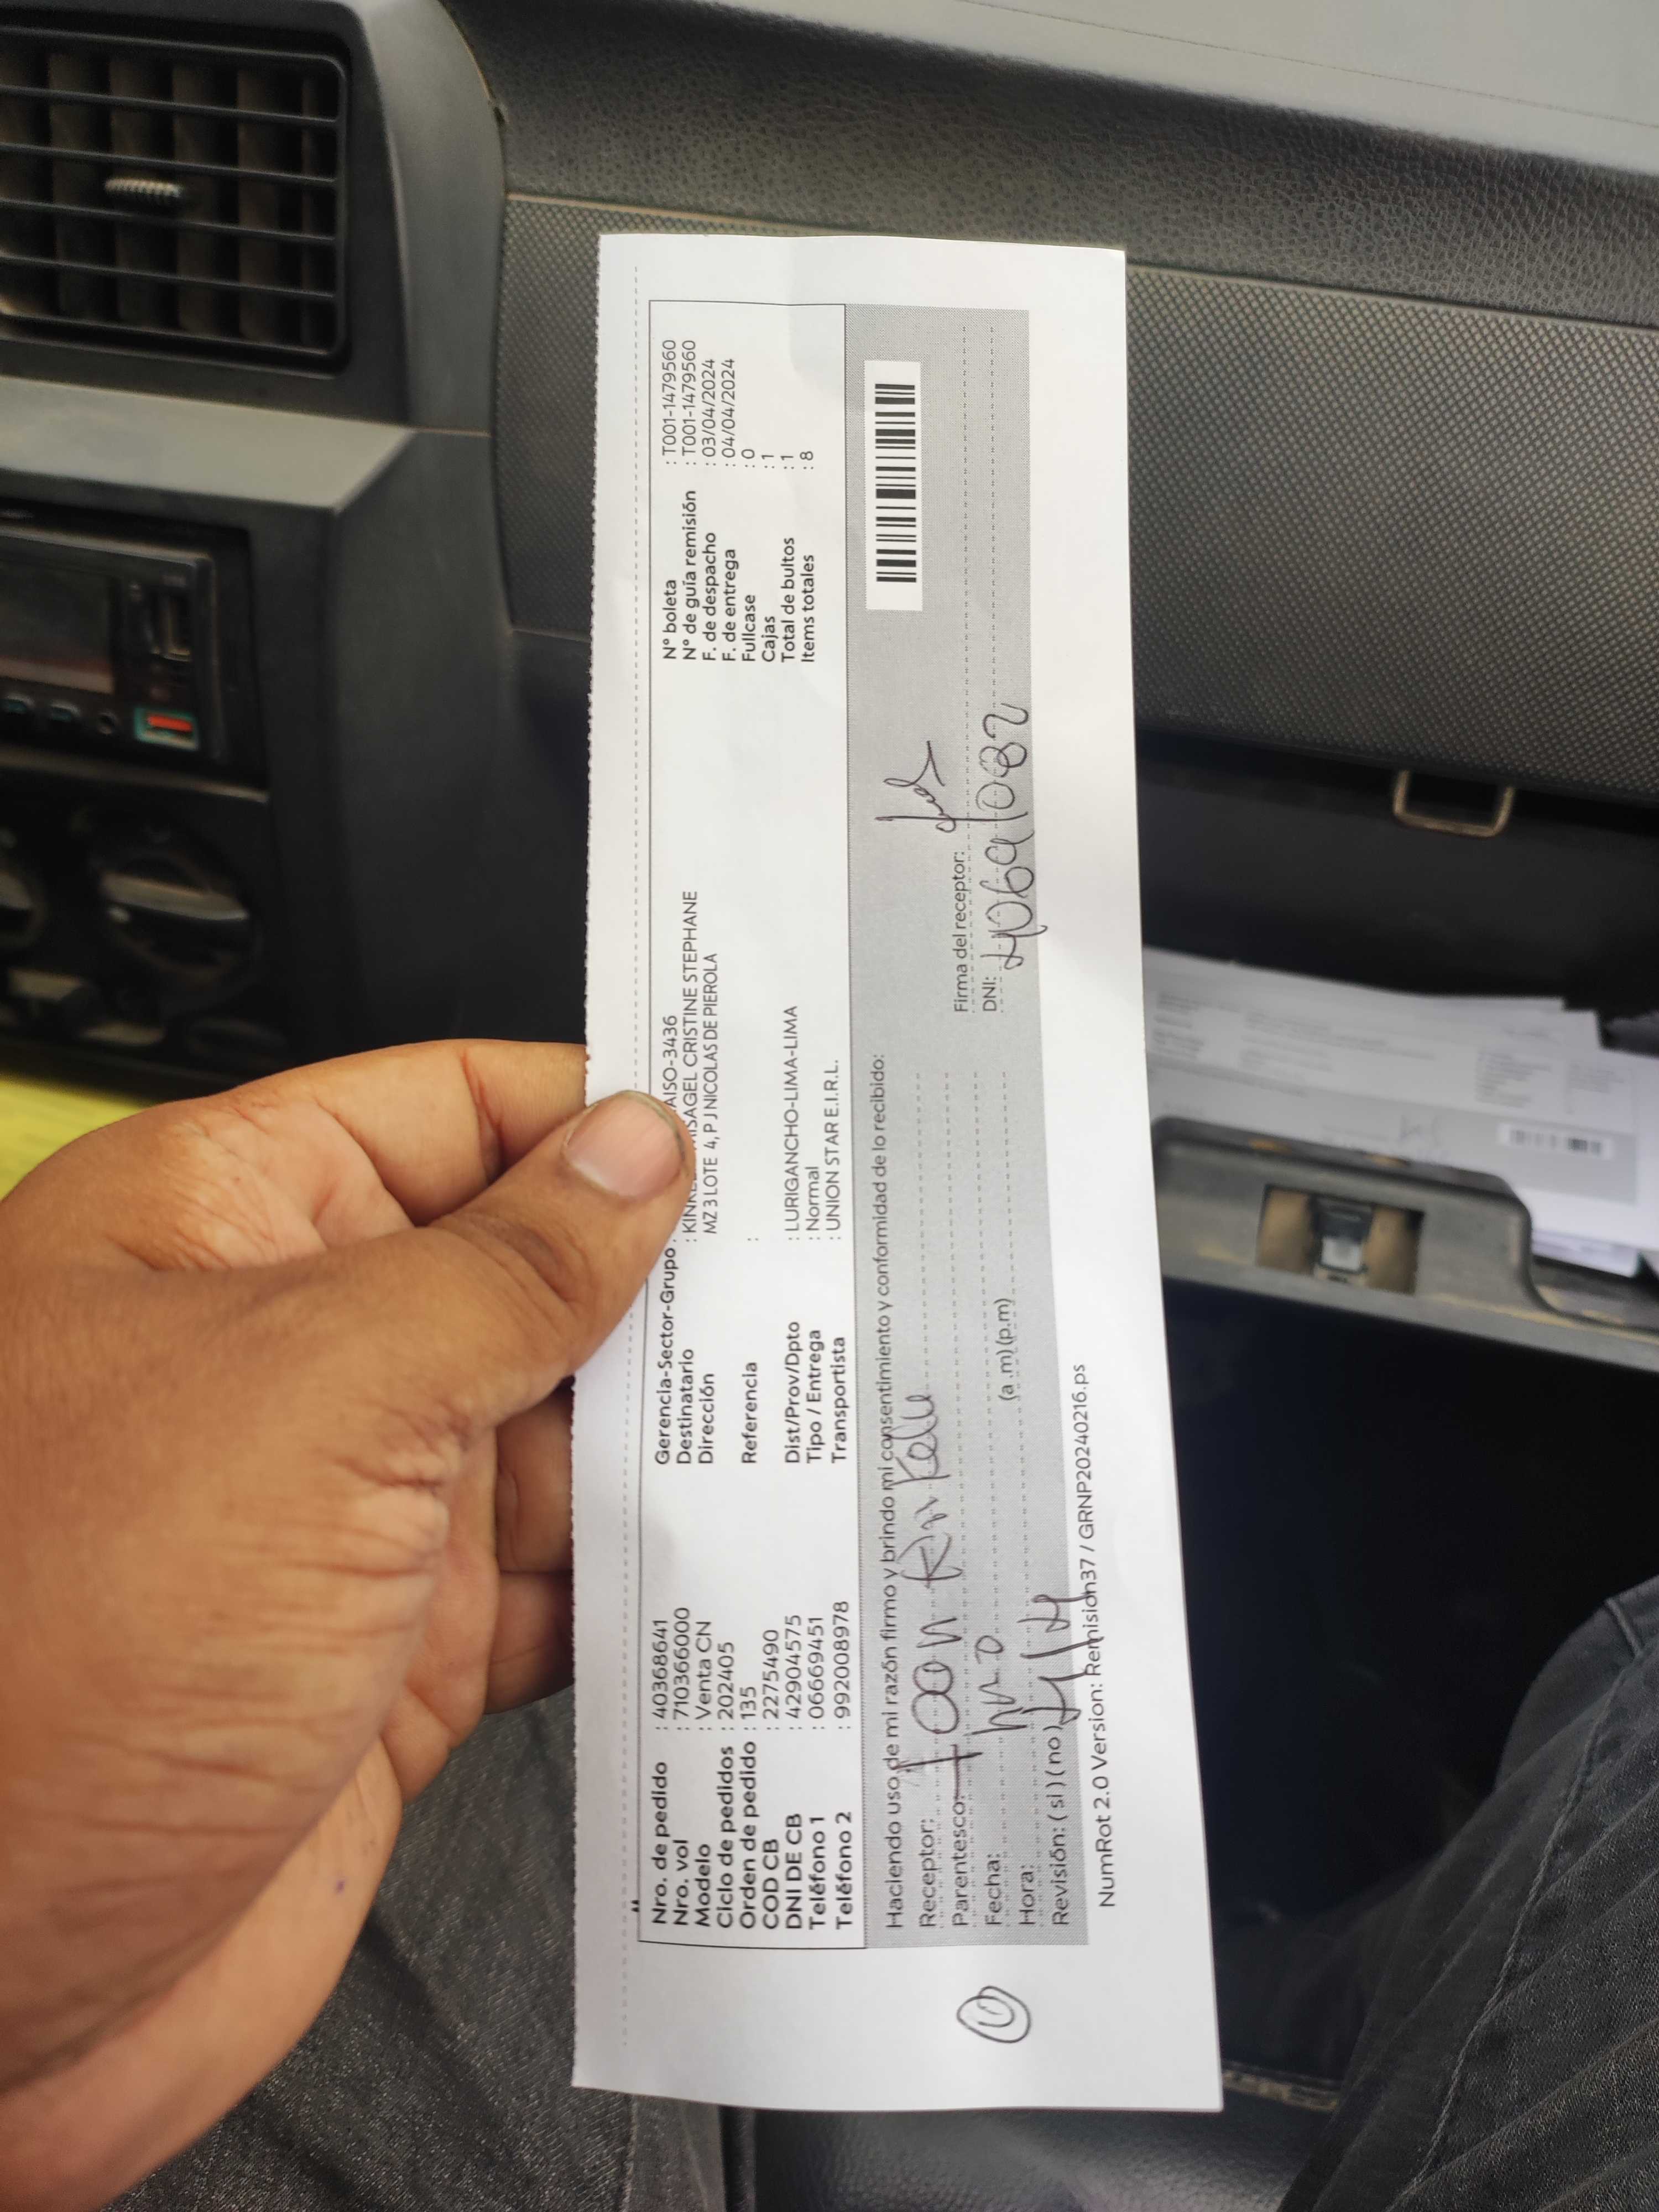 Nro. de pedido : 40368641
Nro. vol : 710366000
Modelo : Venta CN
Ciclo de pedidos : 202405
Orden de pedido : 135
COD CB : 2275490
DNI DE CB : 42904575
Teléfono 1 : 06669451
Teléfono 2 : 992008978
Gerencia-Sector-Grupo : AISO-3436
Destinatario : CRISTINE STEPHANE
Dirección MZ 3 LOTE 4, P J NICOLAS DE PIEROLA
Referencia :
Dist/Prov/Dpto : LURIGANCHO-LIMA-LIMA
Tipo / Entrega : Normal
Transportista : UNION STAR E.I.R.L.
N° boleta : T001-1479560
N° de guía remisión : T001-1479560
F. de despacho : 03/04/2024
F. de entrega : 04/04/2024
Fullcase : 0
Cajas : 1
Total de bultos : 1
Items totales : 8
Haciendo uso de mi razón firmo y brindo mi consentimiento y conformidad de lo recibido:
Receptor:
Parentesco:
Fecha:
Hora: (a.m) (p.m)
Revisión: ( si ) ( no )
Firma del receptor:
DNI: 40691082
NumRot 2.0 Version: Remision37 / GRNP20240216.ps